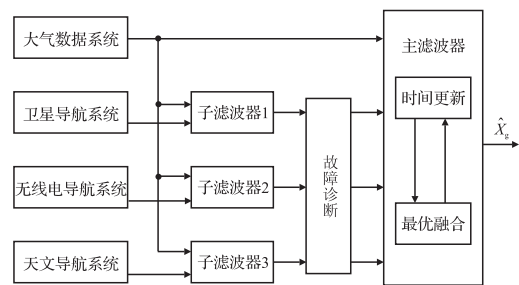 大气数据系统
主滤波器
卫星导航系统
子滤波器1
时间更新
故障诊断
X̂g
无线电导航系统
子滤波器2
最优融合
天文导航系统
子滤波器3